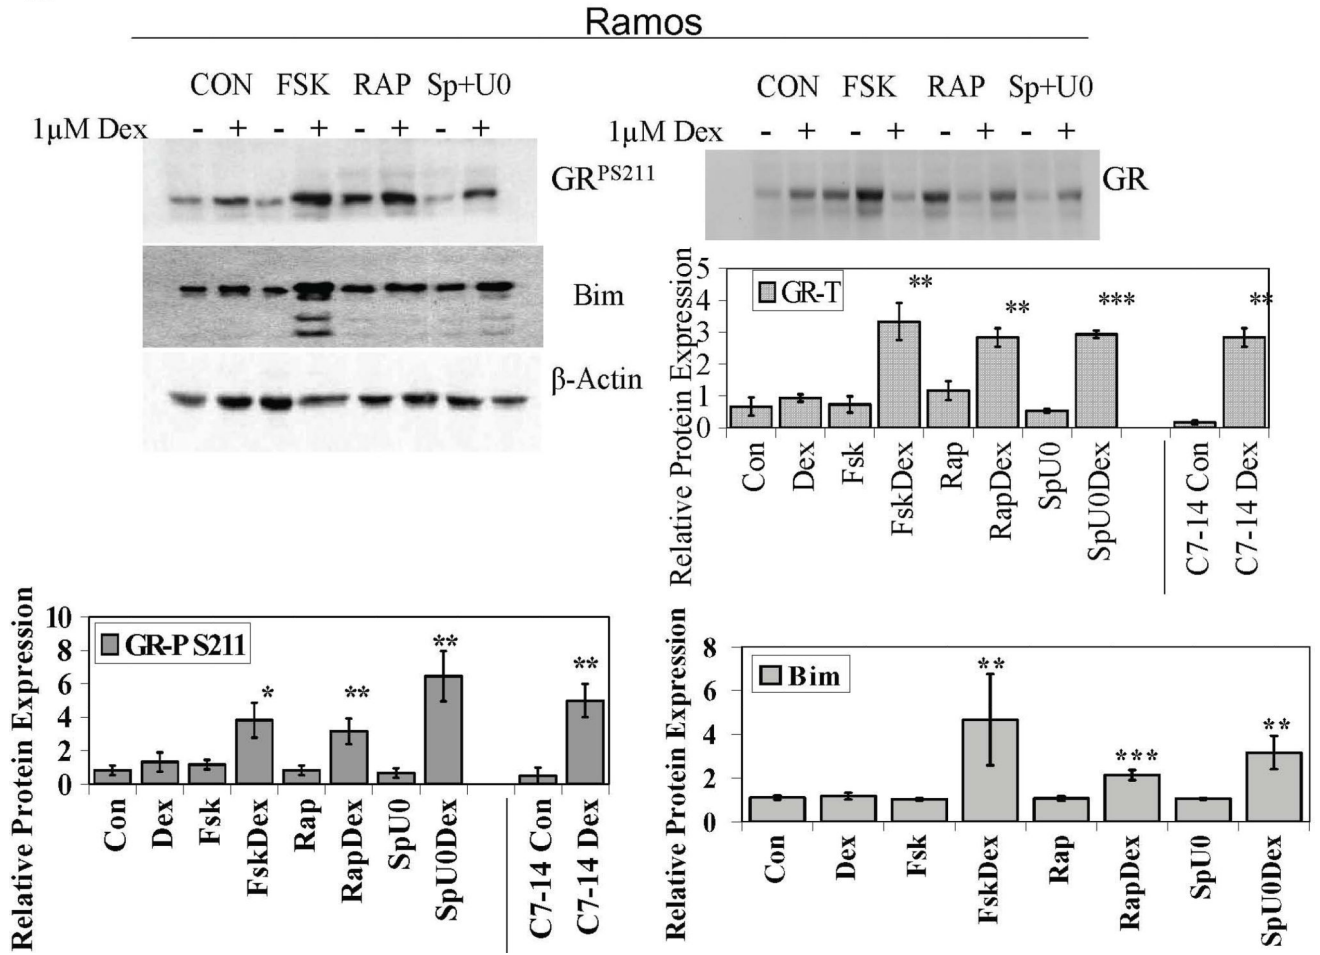 Ramos
CON FSK RAP Sp+U0
1µM Dex - + - + - + - +
GR^PS211
Bim
β-Actin
CON FSK RAP Sp+U0
1µM Dex - + - + - + - +
GR
Relative Protein Expression
5
4
3
2
1
0
GR-T
** ** *** **
Con Dex Fsk FskDex Rap RapDex SpU0 SpU0Dex C7-14 Con C7-14 Dex
Relative Protein Expression
10
8
6
4
2
0
GR-PS211
* ** ** **
Con Dex Fsk FskDex Rap RapDex SpU0 SpU0Dex C7-14 Con C7-14 Dex
Relative Protein Expression
8
6
4
2
0
Bim
** *** **
Con Dex Fsk FskDex Rap RapDex SpU0 SpU0Dex